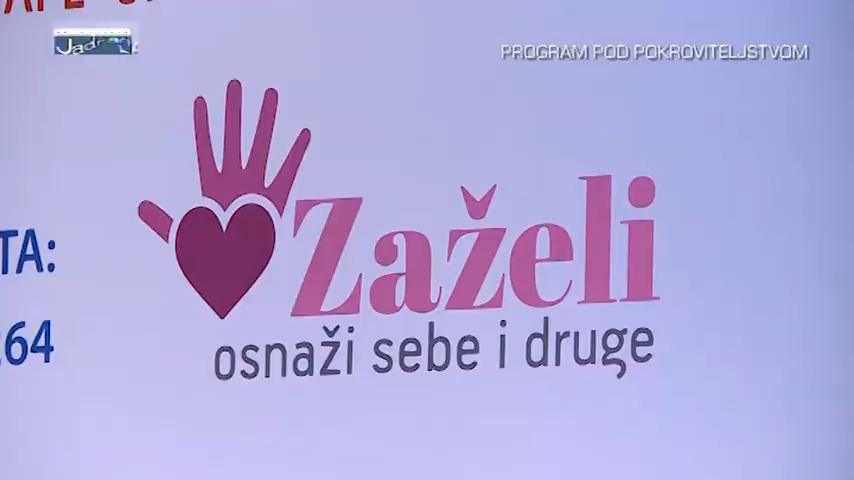 PROGRAM POD POKROVITELJSTVOM
TA:
64
Zaželi
osnaži sebe i druge